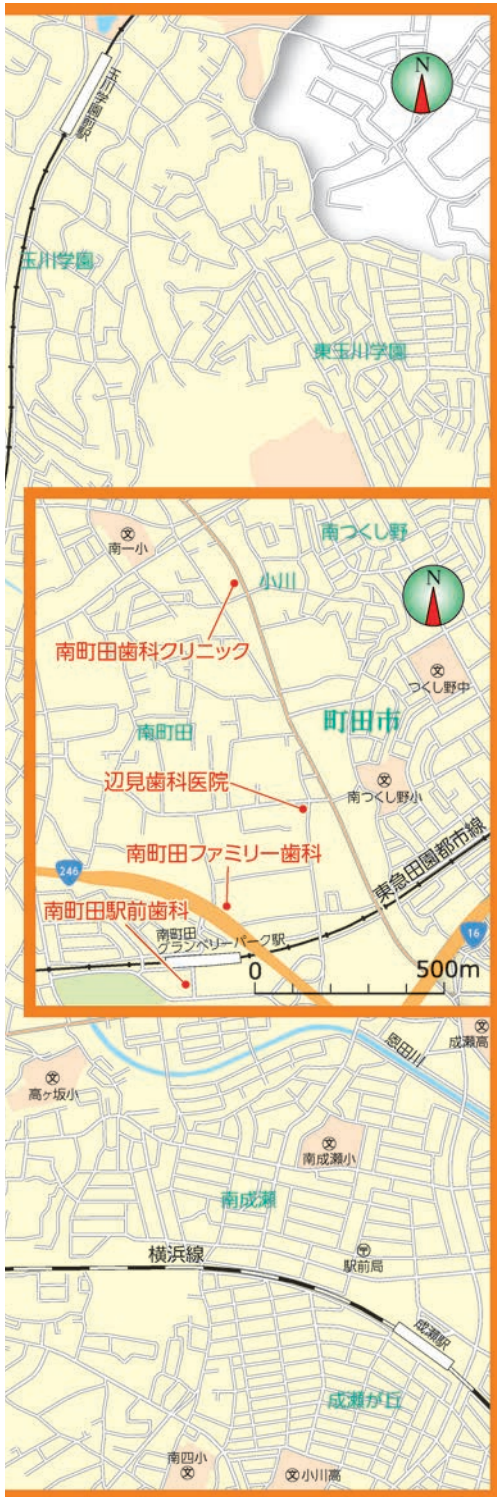 N
玉川学園前駅
玉川学園
東玉川学園
南一小
南つくし野
小川
N
南町田歯科クリニック
つくし野中
南町田
町田市
辺見歯科医院
南つくし野小
南町田ファミリー歯科
東急田園都市線
246
南町田駅前歯科
南町田
グランベリーパーク駅
16
0
500m
恩田川
成瀬高
高ヶ坂小
南成瀬小
南成瀬
横浜線
駅前局
成瀬駅
成瀬が丘
南四小
小川高